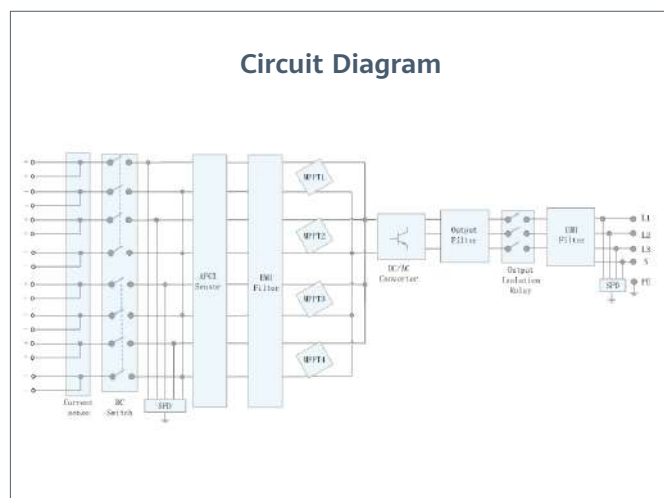 Circuit Diagram
MPPT1
MPPT2
MPPT3
MPPT4
AFCI
Sensor
EMI
Filter
DC/AC
Converter
Output
Filter
Output
Isolation
Relay
EMI
Filter
L1
L2
L3
PE
SPD
Current
sensor
DC
Switch
SPD